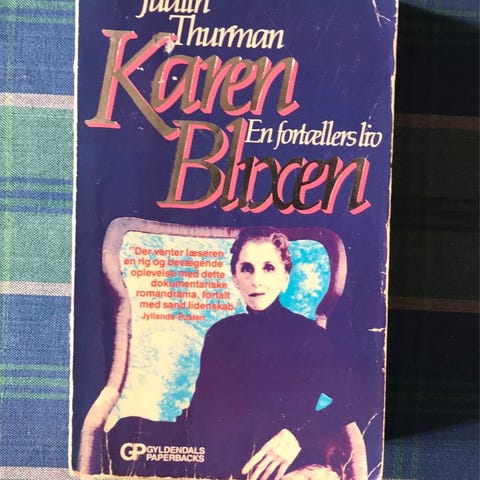 Judith
Thurman
Karen
En fortællers liv
Blixen
"Der venter læseren
en rig og bevægende
oplevelse med dette
dokumentariske
romandrama, fortalt
med sand lidenskab.
Jyllands-Posten
GP GYLDENDALS
PAPERBACKS